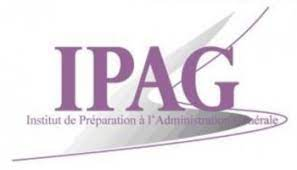 IPAG
Institut de Préparation à l'Administration Générale